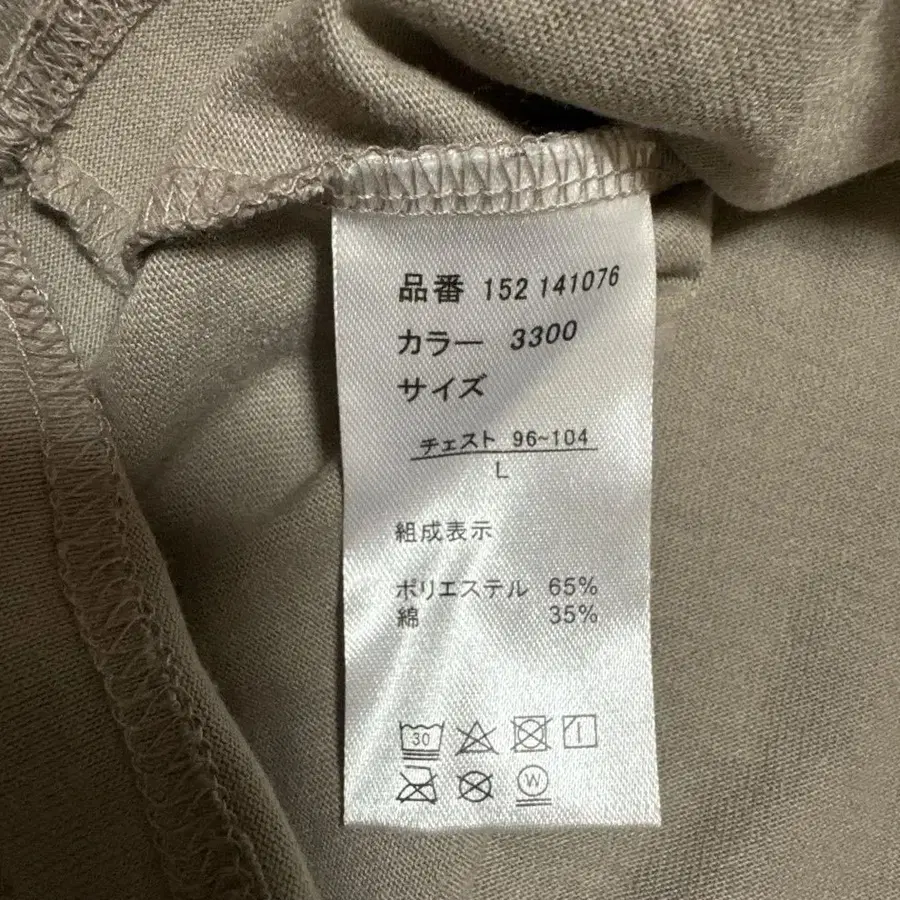 品番 152 141076
カラー 3300
サイズ
チェスト 96~104
L
組成表示
ポリエステル 65%
綿 35%
30
W